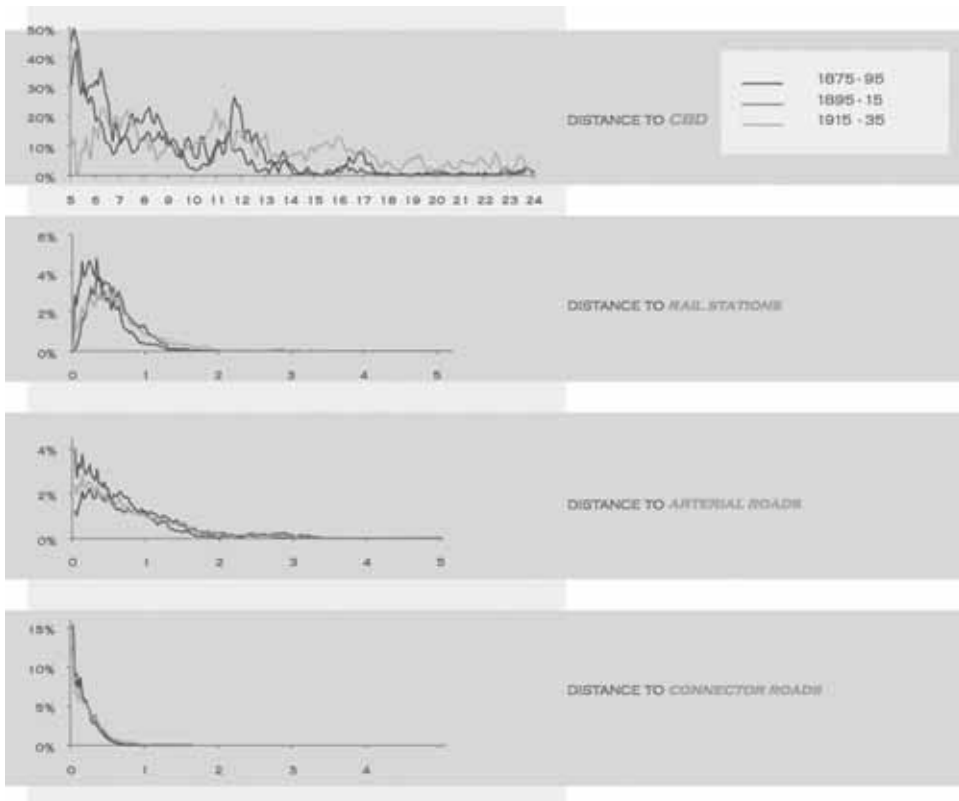 50%
40%
30%
20%
10%
0%
5 6 7 8 9 10 11 12 13 14 15 16 17 18 19 20 21 22 23 24
DISTANCE TO CBD
1875-95
1895-15
1915-35
6%
4%
2%
0%
0 1 2 3 4 5
DISTANCE TO RAIL STATIONS
4%
2%
0%
0 1 2 3 4 5
DISTANCE TO ARTERIAL ROADS
15%
10%
5%
0%
0 1 2 3 4
DISTANCE TO CONNECTOR ROADS